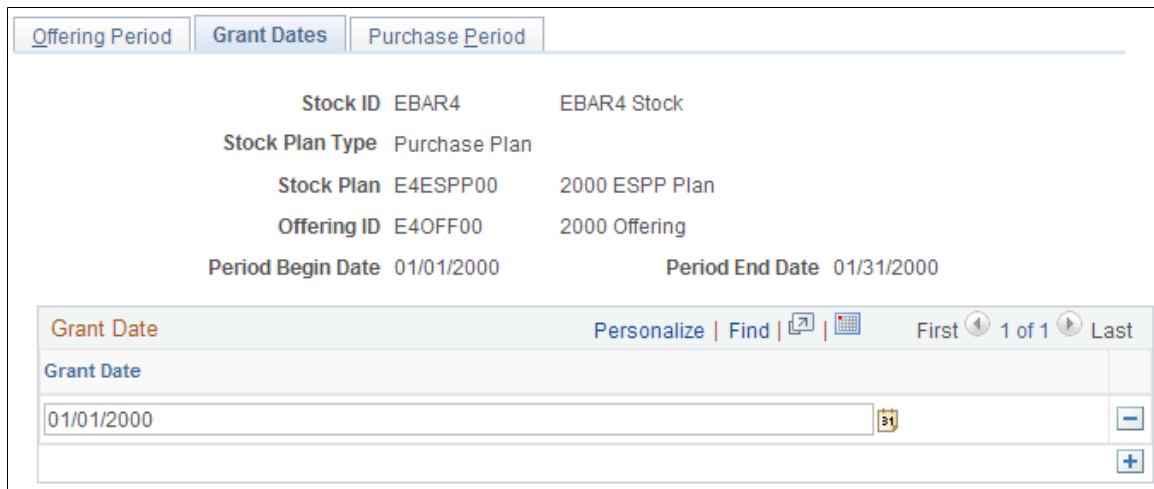 Offering Period Grant Dates Purchase Period
Stock ID EBAR4 EBAR4 Stock
Stock Plan Type Purchase Plan
Stock Plan E4ESPP00 2000 ESPP Plan
Offering ID E4OFF00 2000 Offering
Period Begin Date 01/01/2000 Period End Date 01/31/2000
Grant Date Personalize | Find | | First 1 of 1 Last
Grant Date
01/01/2000 31